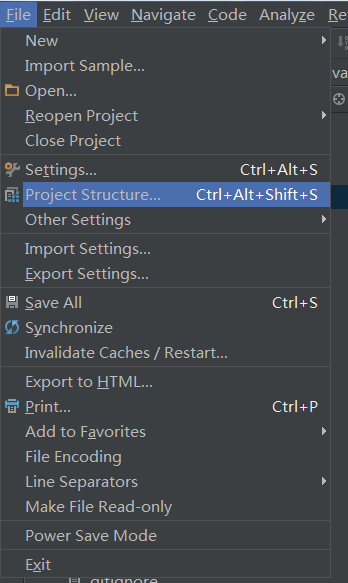 File Edit View Navigate Code Analyze Re
New
Import Sample...
Open...
Reopen Project
Close Project
Settings... Ctrl+Alt+S
Project Structure... Ctrl+Alt+Shift+S
Other Settings
Import Settings...
Export Settings...
Save All Ctrl+S
Synchronize
Invalidate Caches / Restart...
Export to HTML...
Print... Ctrl+P
Add to Favorites
File Encoding
Line Separators
Make File Read-only
Power Save Mode
Exit
.gitignore